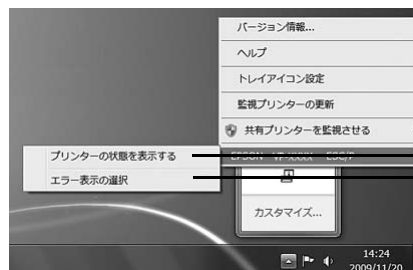 バージョン情報...
ヘルプ
トレイアイコン設定
監視プリンターの更新
共有プリンターを監視させる
EPSON VP-XXXX ESC/P
プリンターの状態を表示する
エラー表示の選択
カスタマイズ...
14:24
2009/11/20